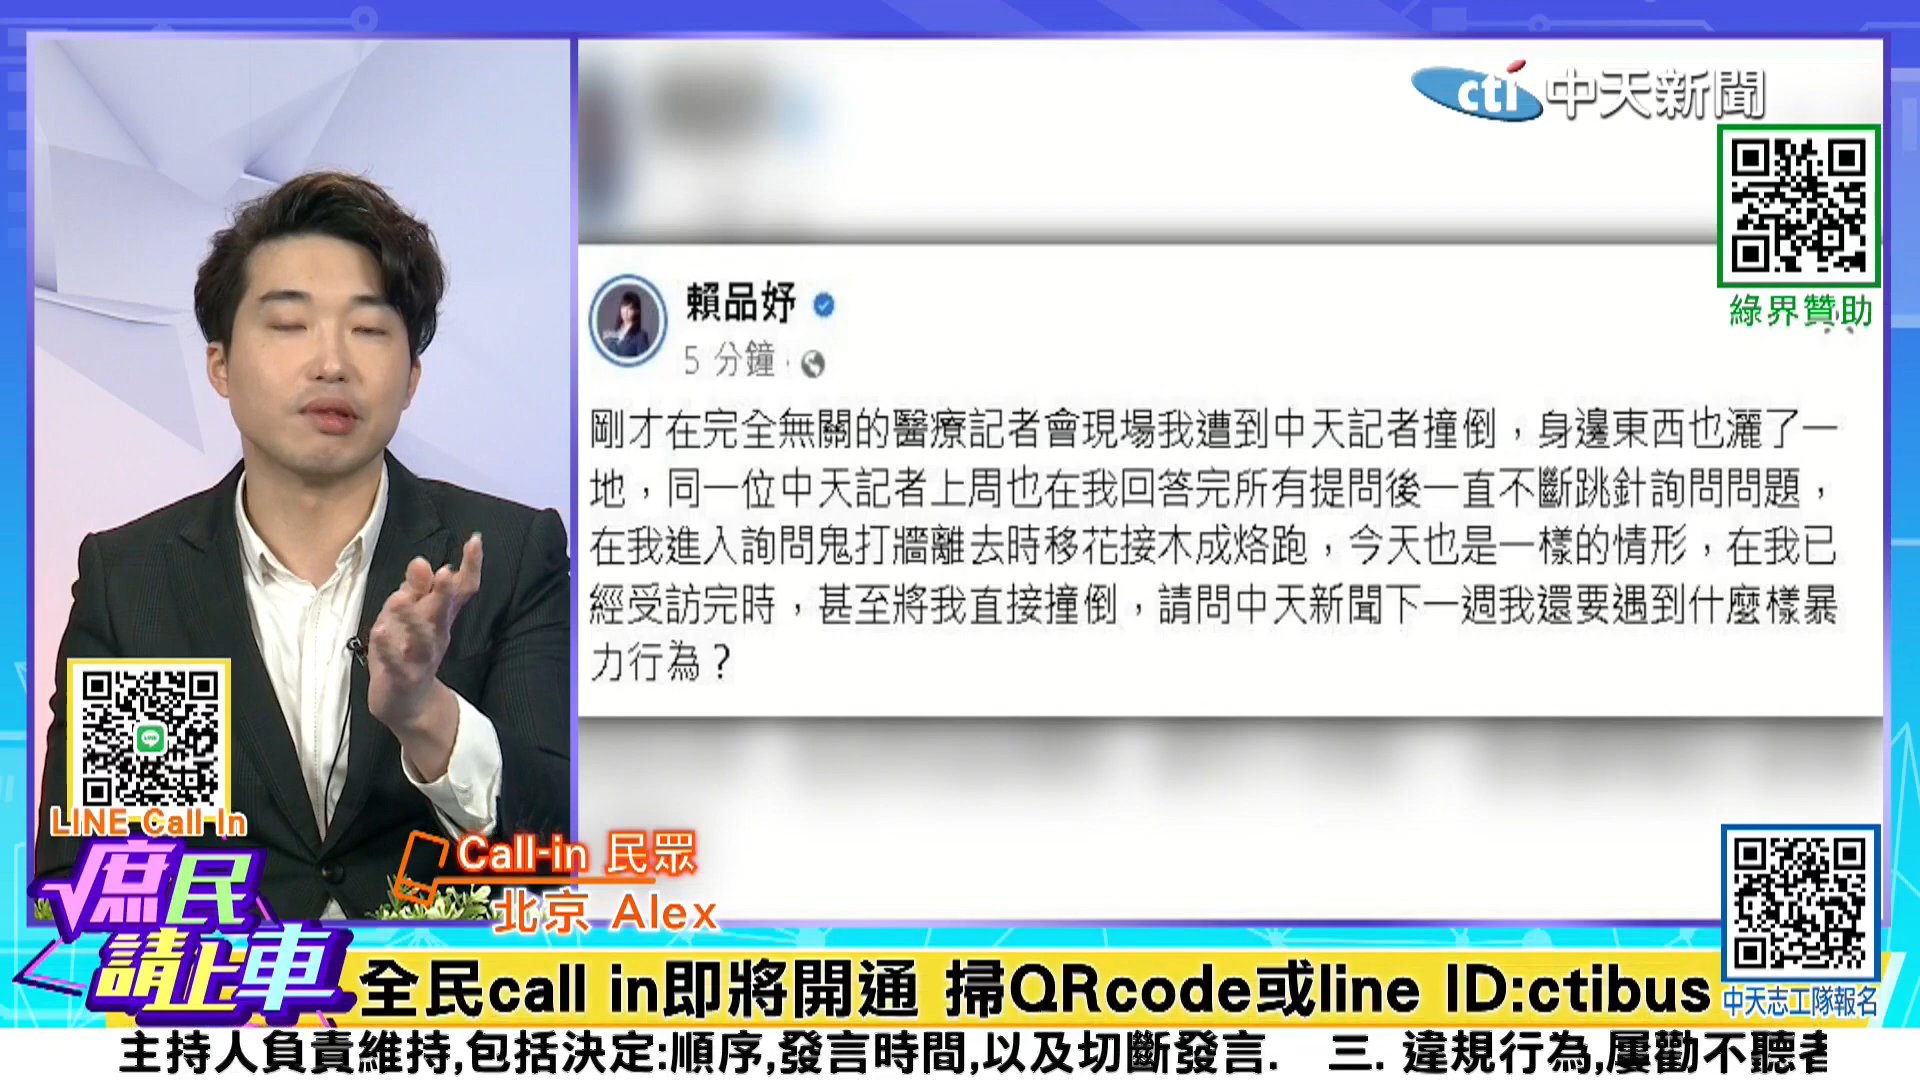 cti 中天新聞
綠界贊助
賴品妤
5 分鐘 ·
剛才在完全無關的醫療記者會現場我遭到中天記者撞倒，身邊東西也灑了一
地，同一位中天記者上周也在我回答完所有提問後一直不斷跳針詢問問題，
在我進入詢問鬼打牆離去時移花接木成烙跑，今天也是一樣的情形，在我已
經受訪完時，甚至將我直接撞倒，請問中天新聞下一週我還要遇到什麼樣暴
力行為？
LINE
LINE Call In
Call-in 民眾
北京 Alex
庶民
請上車
全民call in即將開通 掃QRcode或line ID:ctibus
中天志工隊報名
主持人負責維持,包括決定:順序,發言時間,以及切斷發言. 三. 違規行為,屢勸不聽者